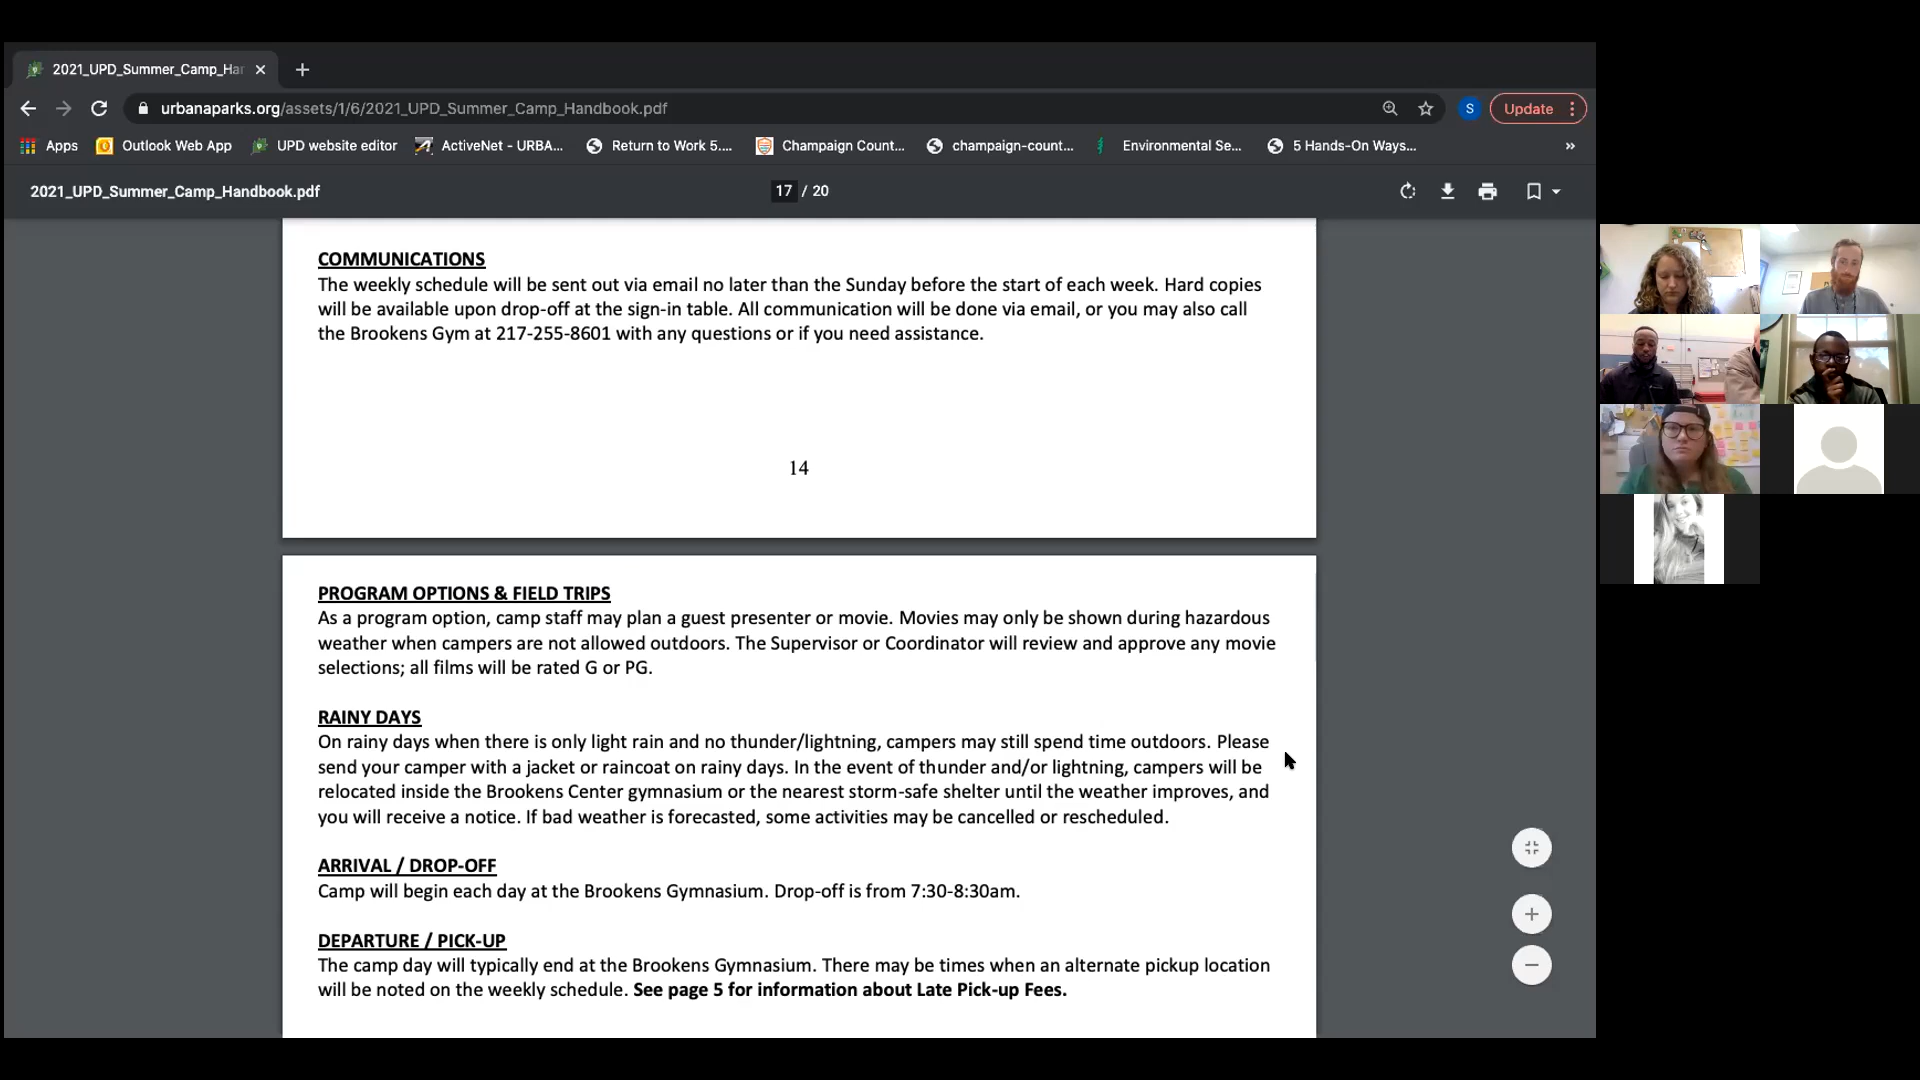 2021_UPD_Summer_Camp_Har
urbanaparks.org/assets/1/6/2021_UPD_Summer_Camp_Handbook.pdf
S
Update
Apps
Outlook Web App
UPD website editor
ActiveNet - URBA...
Return to Work 5....
Champaign Count...
champaign-count...
Environmental Se...
5 Hands-On Ways...
»
2021_UPD_Summer_Camp_Handbook.pdf
17 / 20
COMMUNICATIONS
The weekly schedule will be sent out via email no later than the Sunday before the start of each week. Hard copies
will be available upon drop-off at the sign-in table. All communication will be done via email, or you may also call
the Brookens Gym at 217-255-8601 with any questions or if you need assistance.
14
PROGRAM OPTIONS & FIELD TRIPS
As a program option, camp staff may plan a guest presenter or movie. Movies may only be shown during hazardous
weather when campers are not allowed outdoors. The Supervisor or Coordinator will review and approve any movie
selections; all films will be rated G or PG.
RAINY DAYS
On rainy days when there is only light rain and no thunder/lightning, campers may still spend time outdoors. Please
send your camper with a jacket or raincoat on rainy days. In the event of thunder and/or lightning, campers will be
relocated inside the Brookens Center gymnasium or the nearest storm-safe shelter until the weather improves, and
you will receive a notice. If bad weather is forecasted, some activities may be cancelled or rescheduled.
ARRIVAL / DROP-OFF
Camp will begin each day at the Brookens Gymnasium. Drop-off is from 7:30-8:30am.
DEPARTURE / PICK-UP
The camp day will typically end at the Brookens Gymnasium. There may be times when an alternate pickup location
will be noted on the weekly schedule. See page 5 for information about Late Pick-up Fees.